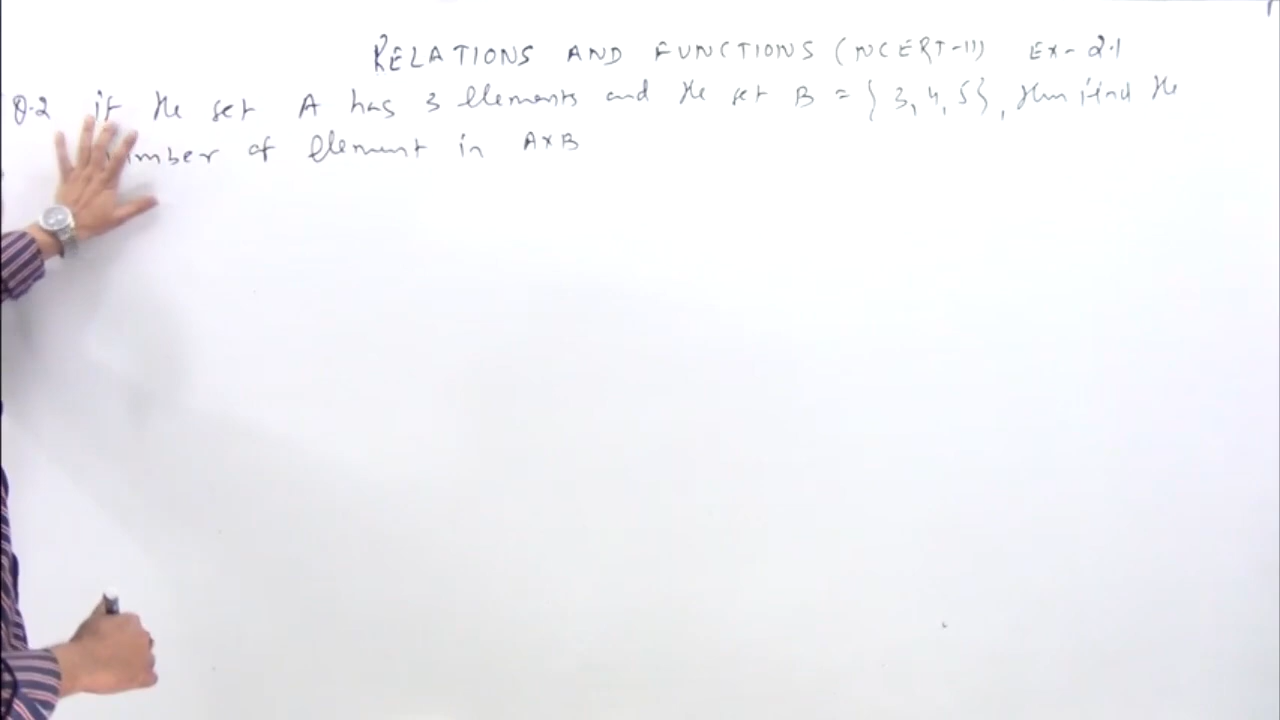 RELATIONS AND FUNCTIONS (NCERT-11) Ex- 2.1
Q.2 if the set A has 3 elements and the set B = { 3, 4, 5}, then find the
number of element in A×B